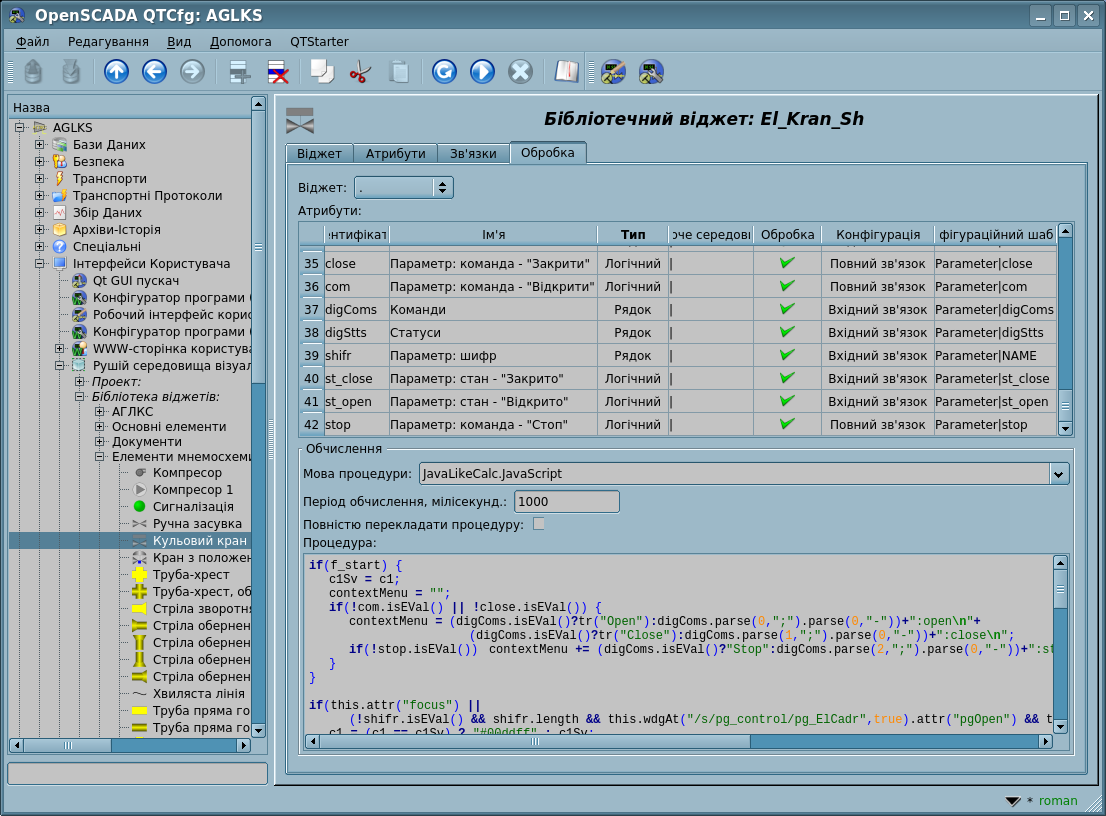 OpenSCADA QTCfg: AGLKS
Файл Редагування Вид Допомога QTStarter
Назва
AGLKS
Бази Даних
Безпека
Транспорти
Транспортні Протоколи
Збір Даних
Архіви-Історія
Спеціальні
Інтерфейси Користувача
Qt GUI пускач
Конфігуратор програми
Робочий інтерфейс корис
Конфігуратор програми
WWW-сторінка користува
Рушій середовища візуал
Проект:
Бібліотека віджетів:
АГЛКС
Основні елементи
Документи
Елементи мнемосхеми
Компресор
Компресор 1
Сигналізація
Ручна засувка
Кульовий кран
Кран з положен
Труба-хрест
Труба-хрест, об
Стріла зворотня
Стріла обернен
Стріла обернен
Стріла обернен
Стріла обернен
Хвиляста лінія
Труба пряма го
Труба пряма го
Бібліотечний віджет: El_Kran_Sh
Віджет Атрибути Зв'язки Обробка
Віджет: .
Атрибути:
нтифікат Ім'я Тип оче середови Обробка Конфігурація фігураційний шаб
35 close Параметр: команда - "Закрити" Логічний | Повний зв'язок Parameter|close
36 com Параметр: команда - "Відкрити" Логічний | Повний зв'язок Parameter|com
37 digComs Команди Рядок | Вхідний зв'язок Parameter|digComs
38 digStts Статуси Рядок | Вхідний зв'язок Parameter|digStts
39 shifr Параметр: шифр Рядок | Вхідний зв'язок Parameter|NAME
40 st_close Параметр: стан - "Закрито" Логічний | Вхідний зв'язок Parameter|st_close
41 st_open Параметр: стан - "Відкрито" Логічний | Вхідний зв'язок Parameter|st_open
42 stop Параметр: команда - "Стоп" Логічний | Повний зв'язок Parameter|stop
Обчислення
Мова процедури: JavaLikeCalc.JavaScript
Період обчислення, мілісекунд.: 1000
Повністю перекладати процедуру:
Процедура:
if(f_start) {
c1Sv = c1;
contextMenu = "";
if(!com.isEVal() || !close.isEVal()) {
contextMenu = (digComs.isEVal()?tr("Open"):digComs.parse(0,";").parse(0,"-"))+":open\n"+
(digComs.isEVal()?tr("Close"):digComs.parse(1,";").parse(0,"-"))+":close\n";
if(!stop.isEVal()) contextMenu += (digComs.isEVal()?"Stop":digComs.parse(2,";").parse(0,"-"))+":st
}
}
if(this.attr("focus") ||
(!shifr.isEVal() && shifr.length && this.wdgAt("/s/pg_control/pg_ElCadr",true).attr("pgOpen") && t
c1 = (c1 == c1Sv) ? "#00ddff" : c1Sv;
* roman